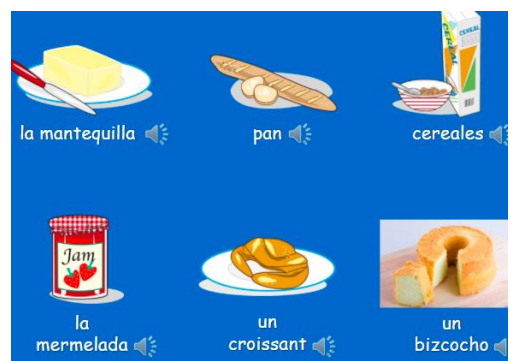 CEREAL
la mantequilla
pan
cereales
Jam
la
mermelada
un
croissant
un
bizcocho